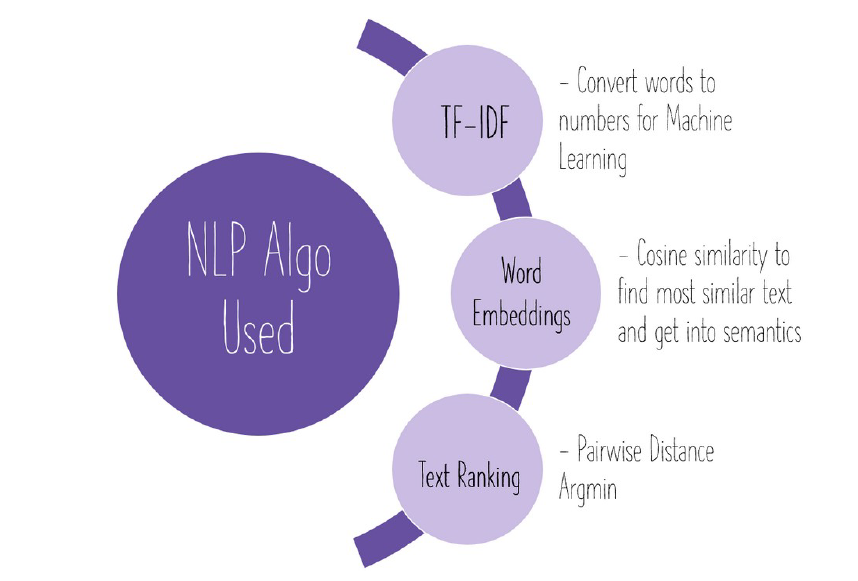 NLP Algo
Used
TF-IDF
- Convert words to
numbers for Machine
Learning
Word
Embeddings
- Cosine similarity to
find most similar text
and get into semantics
Text Ranking
- Pairwise Distance
Argmin